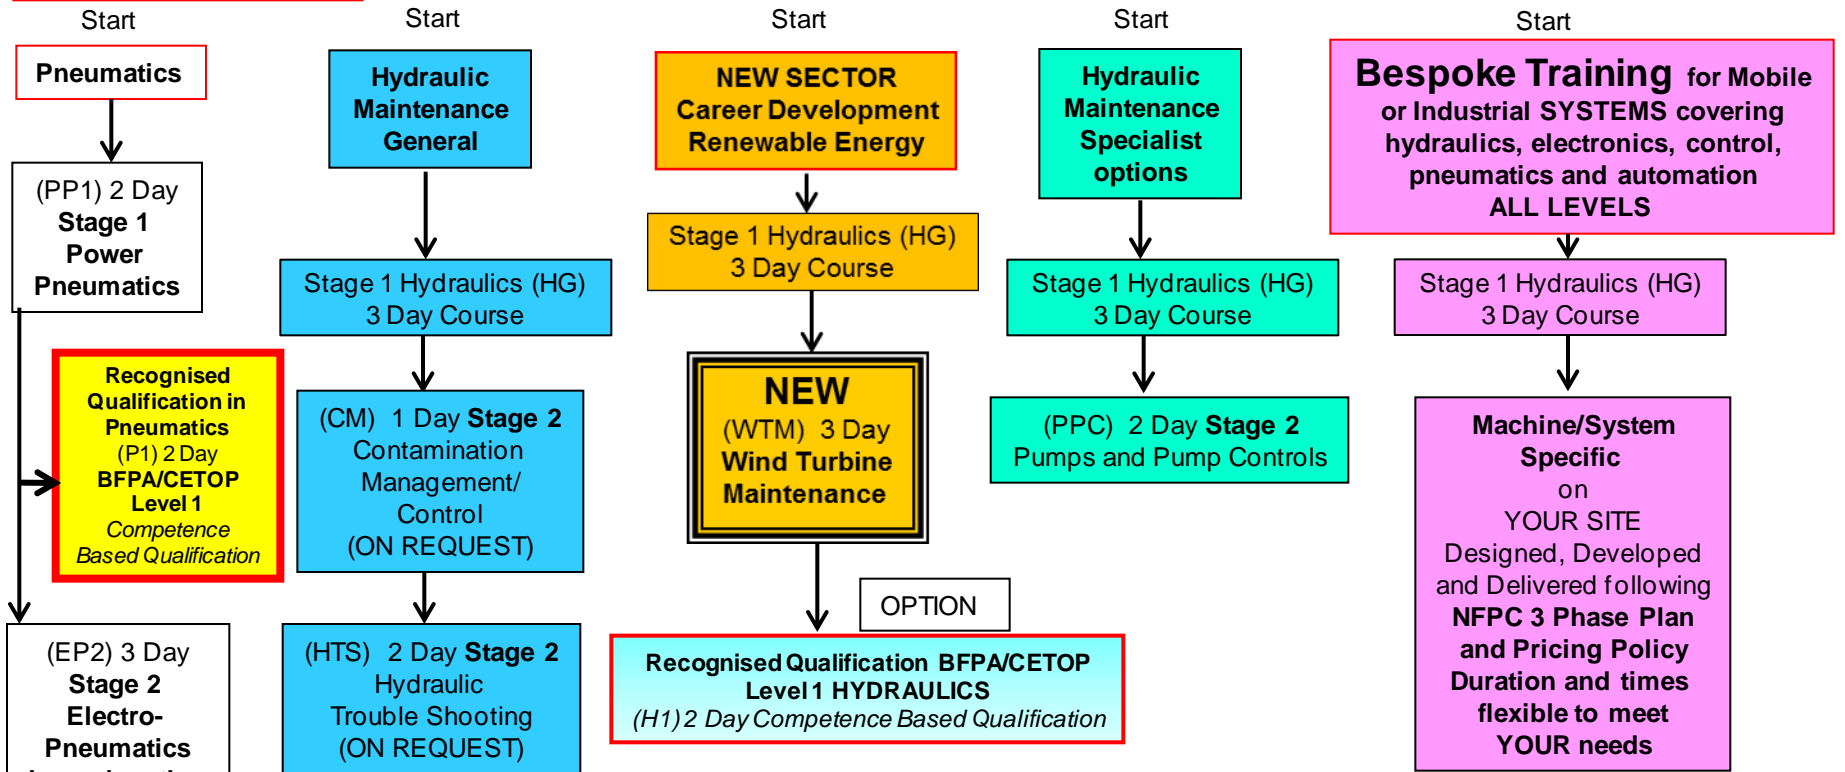 Start
Pneumatics
(PP1) 2 Day
Stage 1
Power
Pneumatics
Recognised
Qualification in
Pneumatics
(P1) 2 Day
BFPA/CETOP
Level 1
Competence
Based Qualification
(EP2) 3 Day
Stage 2
Electro-
Pneumatics
Start
Hydraulic
Maintenance
General
Stage 1 Hydraulics (HG)
3 Day Course
(CM) 1 Day Stage 2
Contamination
Management/
Control
(ON REQUEST)
(HTS) 2 Day Stage 2
Hydraulic
Trouble Shooting
(ON REQUEST)
Start
NEW SECTOR
Career Development
Renewable Energy
Stage 1 Hydraulics (HG)
3 Day Course
NEW
(WTM) 3 Day
Wind Turbine
Maintenance
OPTION
Recognised Qualification BFPA/CETOP
Level 1 HYDRAULICS
(H1) 2 Day Competence Based Qualification
Start
Hydraulic
Maintenance
Specialist
options
Stage 1 Hydraulics (HG)
3 Day Course
(PPC) 2 Day Stage 2
Pumps and Pump Controls
Start
Bespoke Training for Mobile
or Industrial SYSTEMS covering
hydraulics, electronics, control,
pneumatics and automation
ALL LEVELS
Stage 1 Hydraulics (HG)
3 Day Course
Machine/System
Specific
on
YOUR SITE
Designed, Developed
and Delivered following
NFPC 3 Phase Plan
and Pricing Policy
Duration and times
flexible to meet
YOUR needs